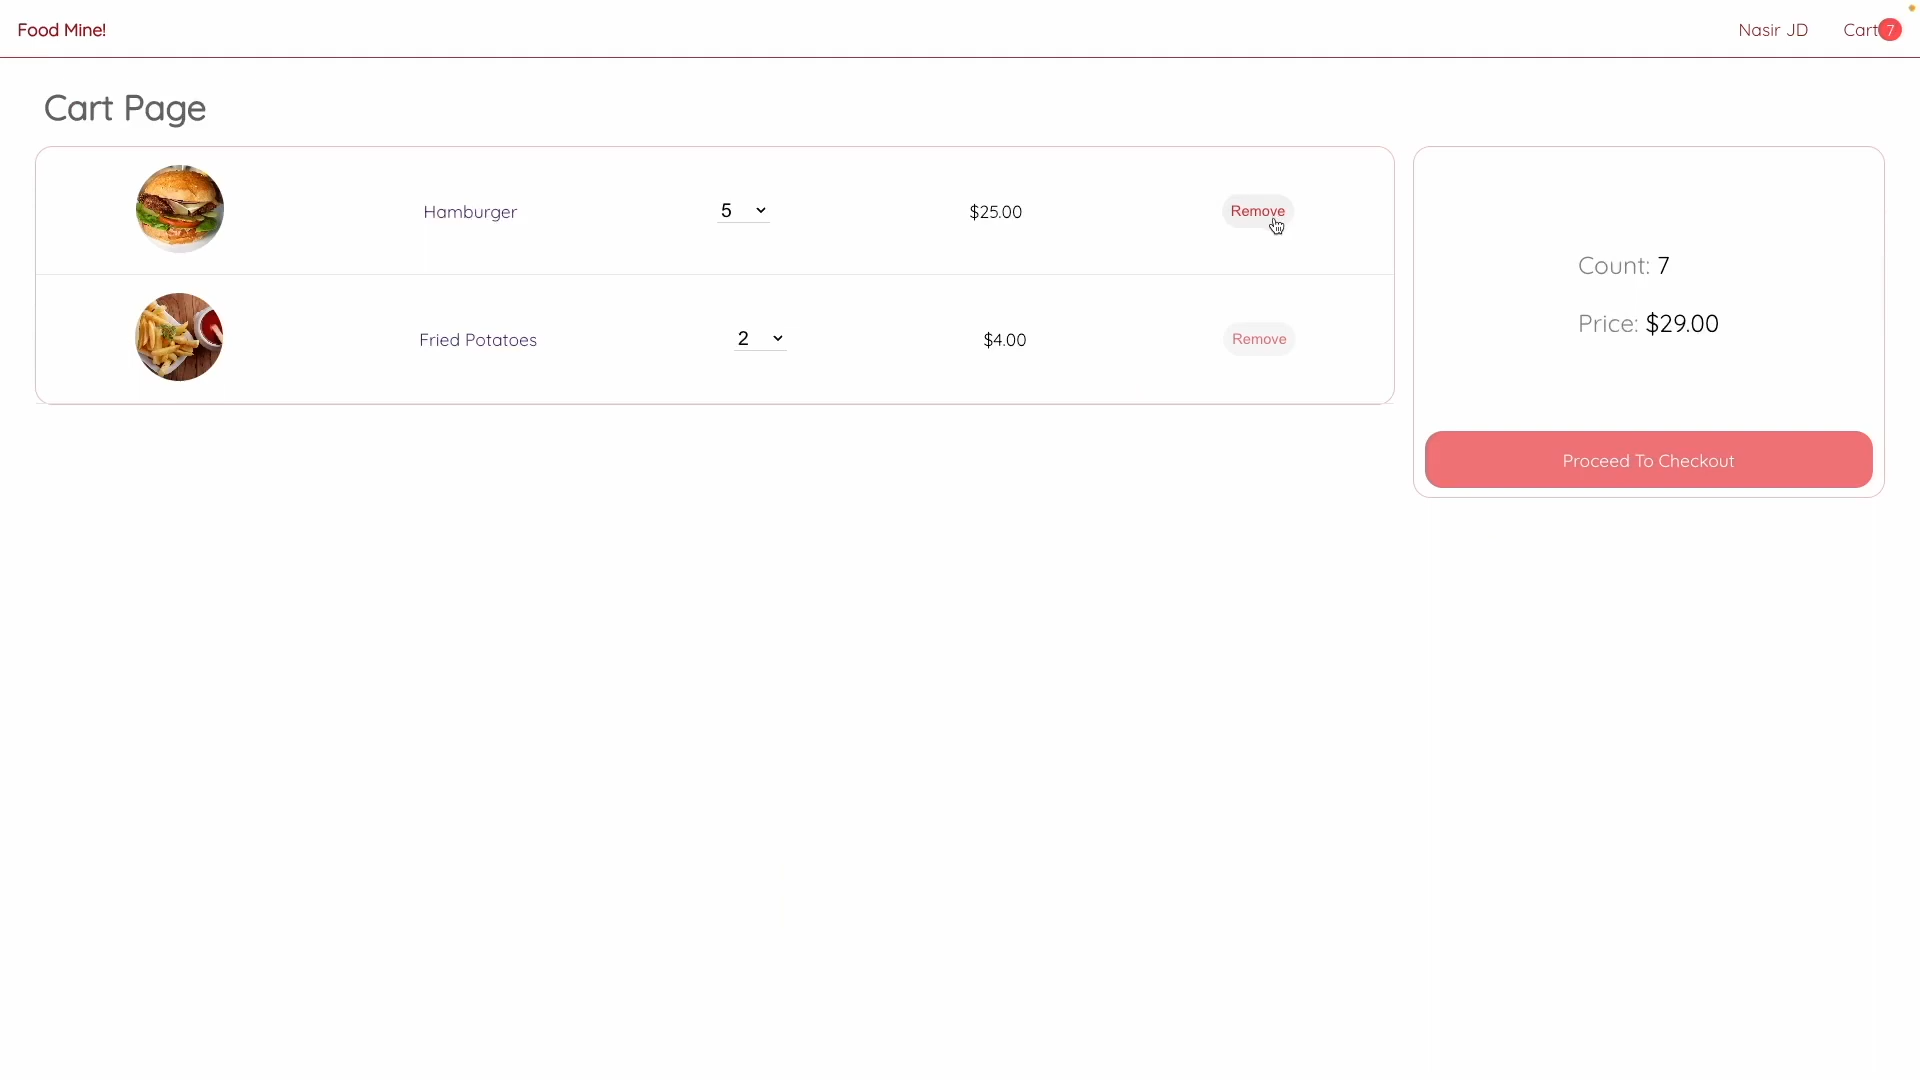 Food Mine!
Nasir JD
Cart 7
Cart Page
Hamburger 5 $25.00 Remove
Fried Potatoes 2 $4.00 Remove
Count: 7
Price: $29.00
Proceed To Checkout